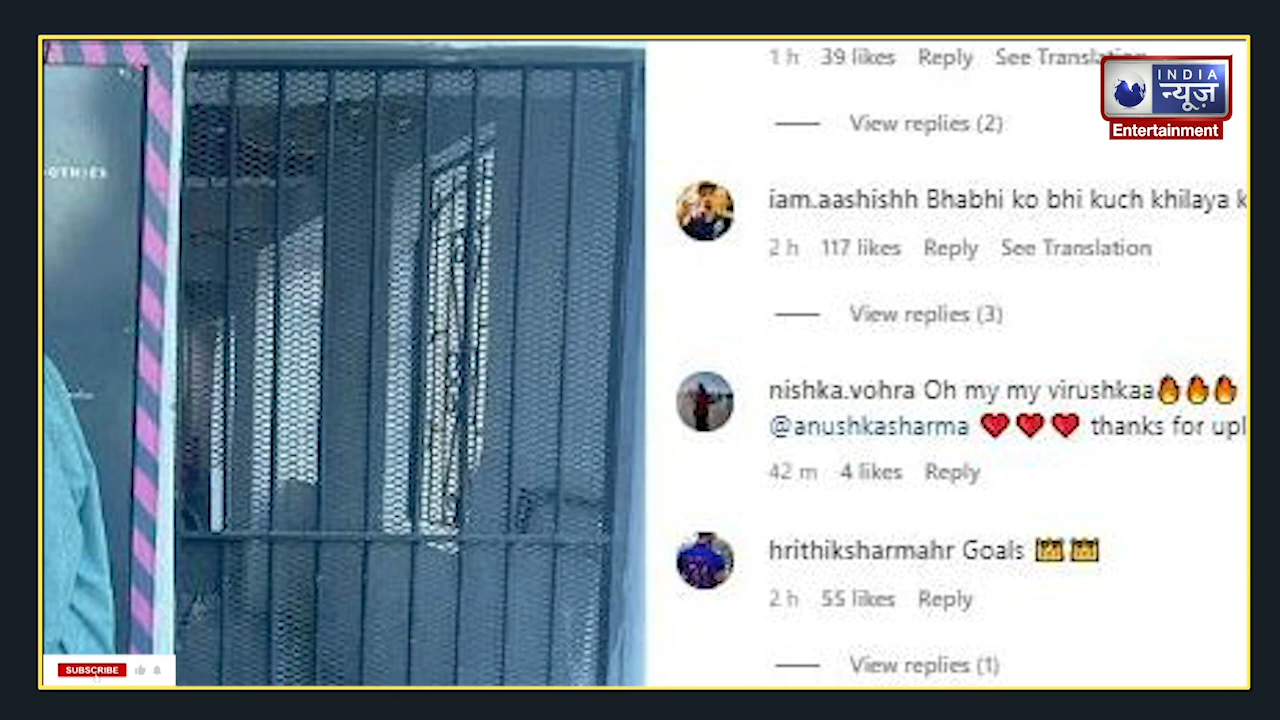 1 h 39 likes Reply See Translation
INDIA
न्यूज़
Entertainment
View replies (2)
iam.aashishh Bhabhi ko bhi kuch khilaya k
2 h 117 likes Reply See Translation
View replies (3)
nishka.vohra Oh my my virushkaa🔥🔥🔥
@anushkasharma ❤️❤️❤️ thanks for upl
42 m 4 likes Reply
hrithiksharmahr Goals
2 h 55 likes Reply
View replies (1)
SUBSCRIBE